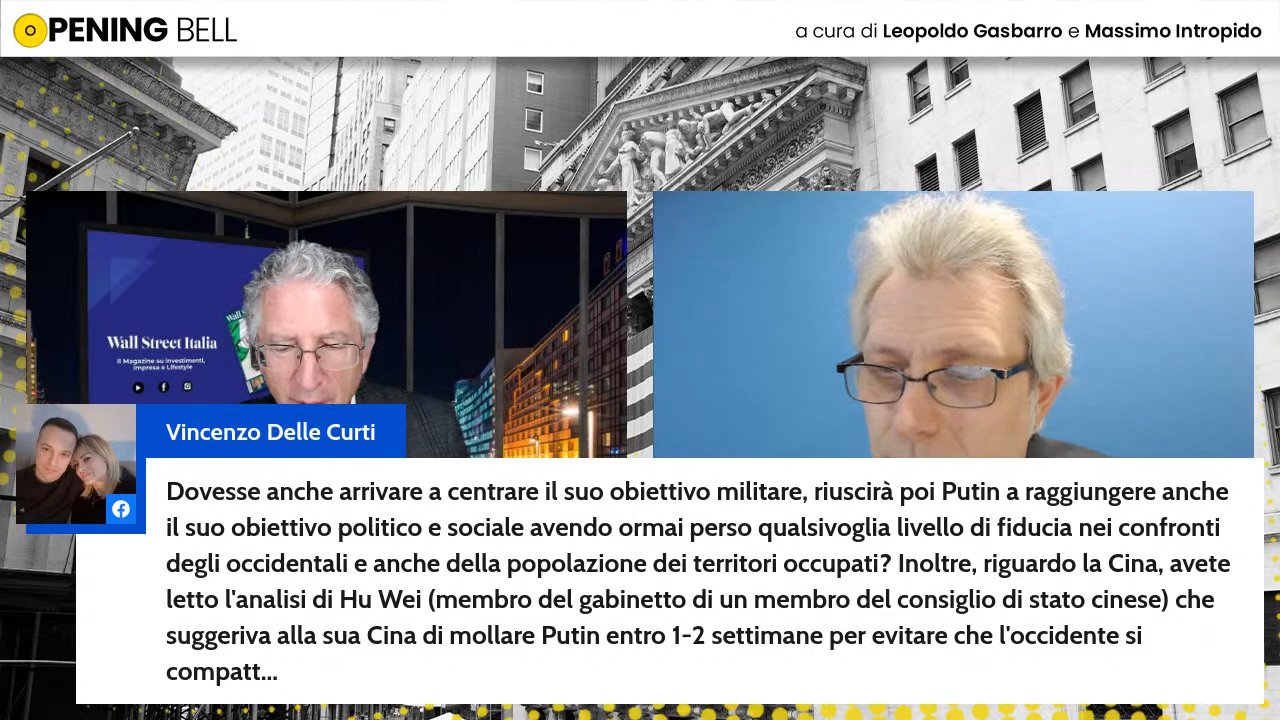 OPENING BELL
a cura di Leopoldo Gasbarro e Massimo Intropido
Wall Street Italia
Il Magazine su Investimenti,
Impresa e Lifestyle
Vincenzo Delle Curti
Dovesse anche arrivare a centrare il suo obiettivo militare, riuscirà poi Putin a raggiungere anche
il suo obiettivo politico e sociale avendo ormai perso qualsivoglia livello di fiducia nei confronti
degli occidentali e anche della popolazione dei territori occupati? Inoltre, riguardo la Cina, avete
letto l'analisi di Hu Wei (membro del gabinetto di un membro del consiglio di stato cinese) che
suggeriva alla sua Cina di mollare Putin entro 1-2 settimane per evitare che l'occidente si
compatt...